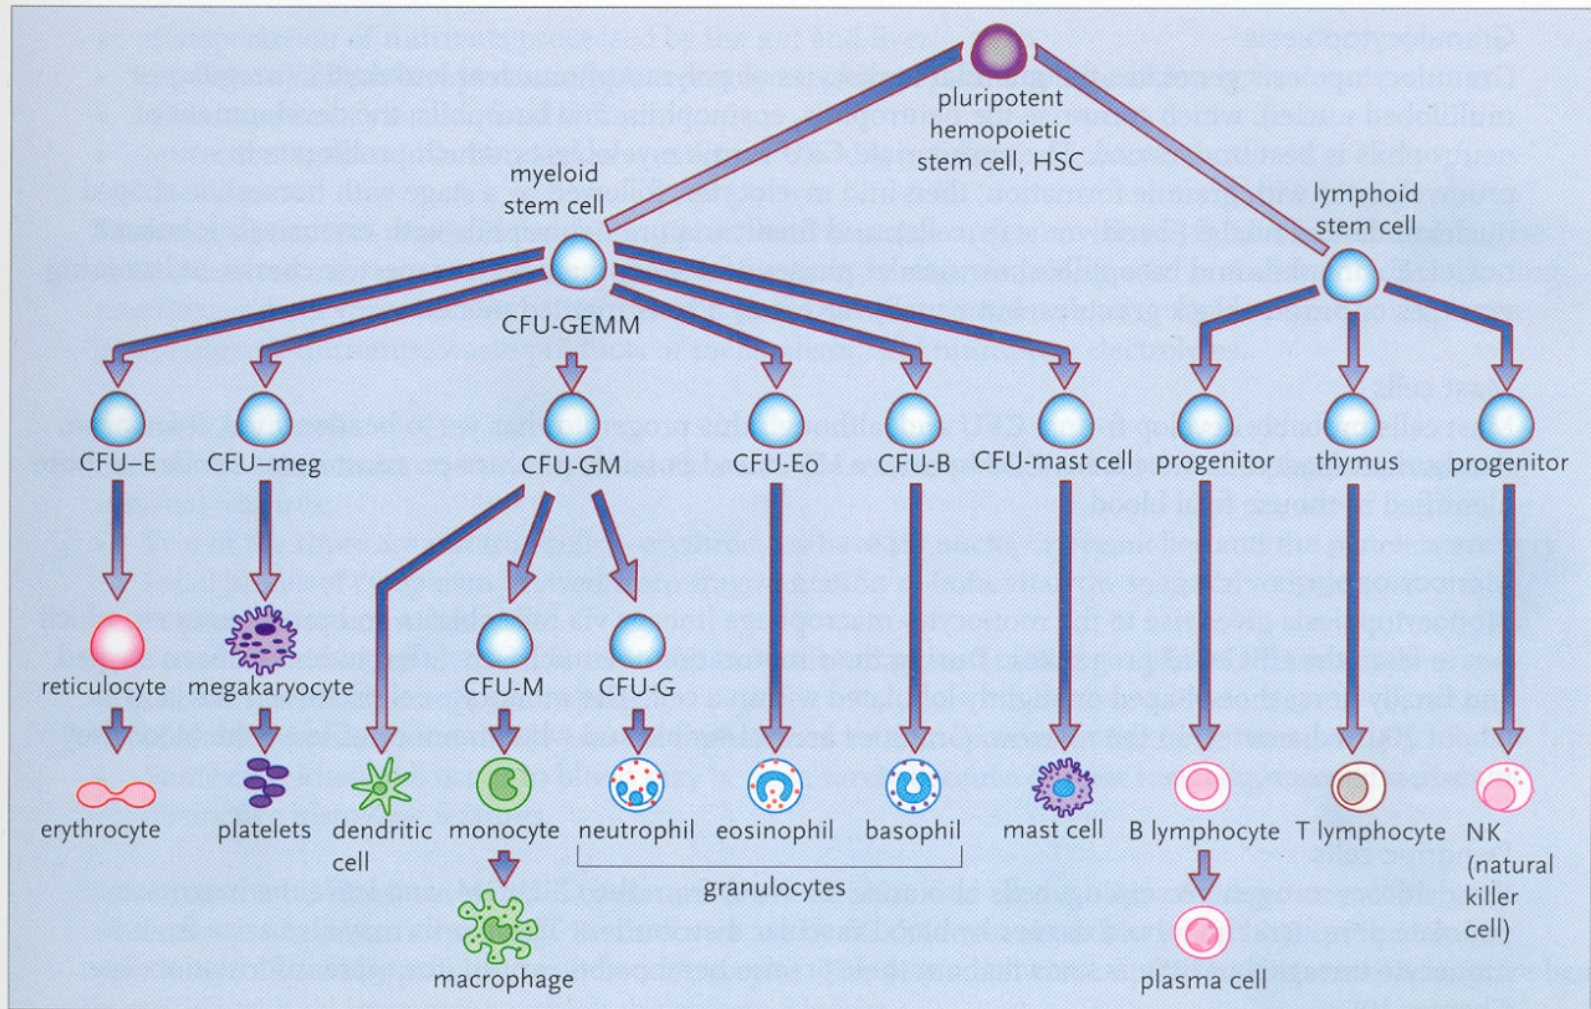 pluripotent
hemopoietic
stem cell, HSC
myeloid
stem cell
lymphoid
stem cell
CFU-GEMM
CFU–E
CFU–meg
CFU-GM
CFU-Eo
CFU-B
CFU-mast cell
progenitor
thymus
progenitor
reticulocyte
megakaryocyte
CFU-M
CFU-G
erythrocyte
platelets
dendritic
cell
monocyte
neutrophil
eosinophil
basophil
mast cell
B lymphocyte
T lymphocyte
NK
(natural
killer
cell)
granulocytes
macrophage
plasma cell